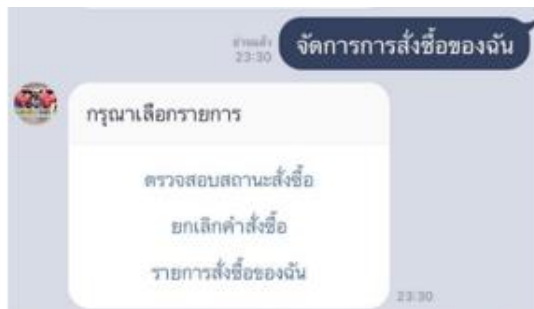 อ่านแล้ว
23:30
จัดการการสั่งซื้อของฉัน
กรุณาเลือกรายการ
ตรวจสอบสถานะสั่งซื้อ
ยกเลิกคำสั่งซื้อ
รายการสั่งซื้อของฉัน
23:30